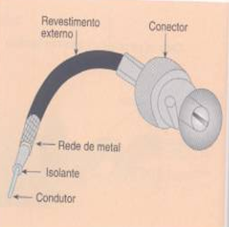 Revestimento
externo
Conector
Rede de metal
Isolante
Condutor